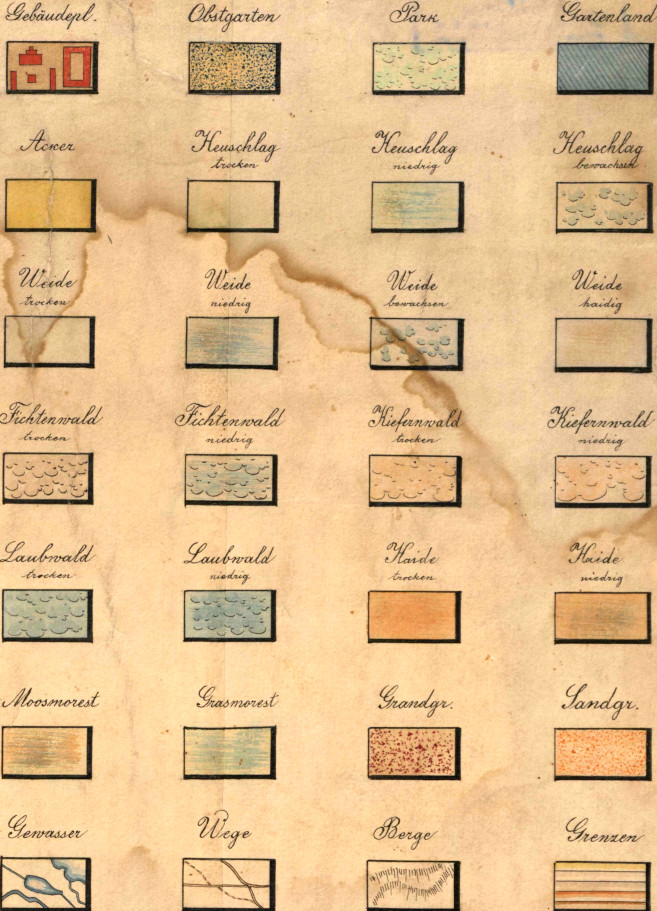 Gebäudepl. Obstgarten Park Gartenland
Acker Heuschlag Heuschlag Heuschlag
trocken niedrig bewachsen
Weide Weide Weide Weide
trocken niedrig bewachsen haidig
Fichtenwald Fichtenwald Kiefernwald Kiefernwald
trocken niedrig trocken niedrig
Laubwald Laubwald Haide Haide
trocken niedrig trocken niedrig
Moosmorest Grasmorest Grandgr. Sandgr.
Gewässer Wege Berge Grenzen